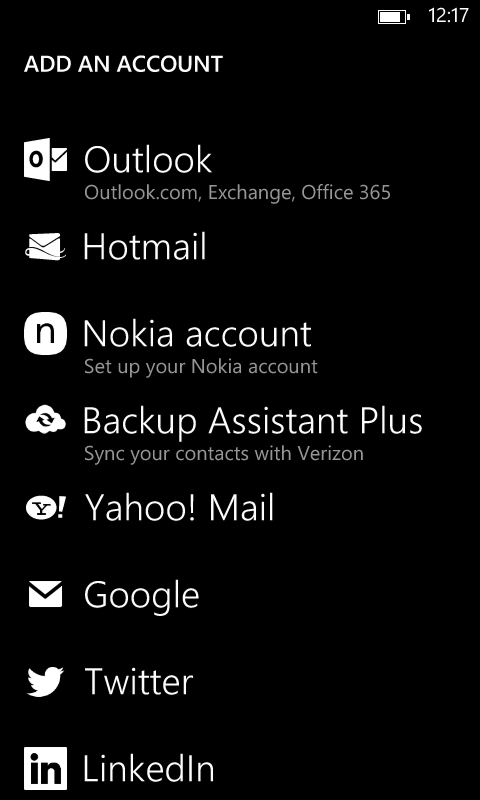 12:17
ADD AN ACCOUNT
Outlook
Outlook.com, Exchange, Office 365
Hotmail
n
Nokia account
Set up your Nokia account
Backup Assistant Plus
Sync your contacts with Verizon
Y! Yahoo! Mail
Google
Twitter
in LinkedIn